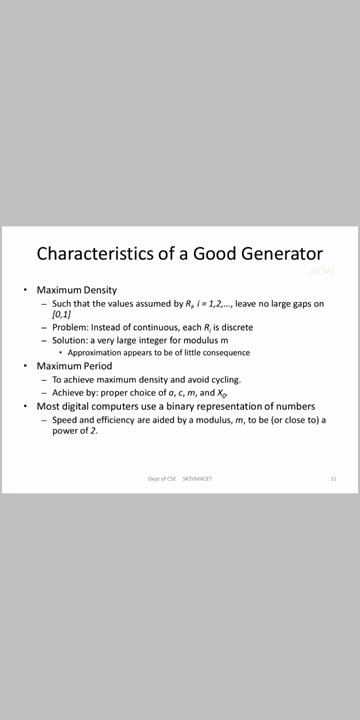 Characteristics of a Good Generator
[LCM]
• Maximum Density
– Such that the values assumed by Ri, i = 1,2,…, leave no large gaps on
[0,1]
– Problem: Instead of continuous, each Ri is discrete
– Solution: a very large integer for modulus m
• Approximation appears to be of little consequence
• Maximum Period
– To achieve maximum density and avoid cycling.
– Achieve by: proper choice of a, c, m, and X0.
• Most digital computers use a binary representation of numbers
– Speed and efficiency are aided by a modulus, m, to be (or close to) a
power of 2.
Dept of CSE SKSVMACET 11